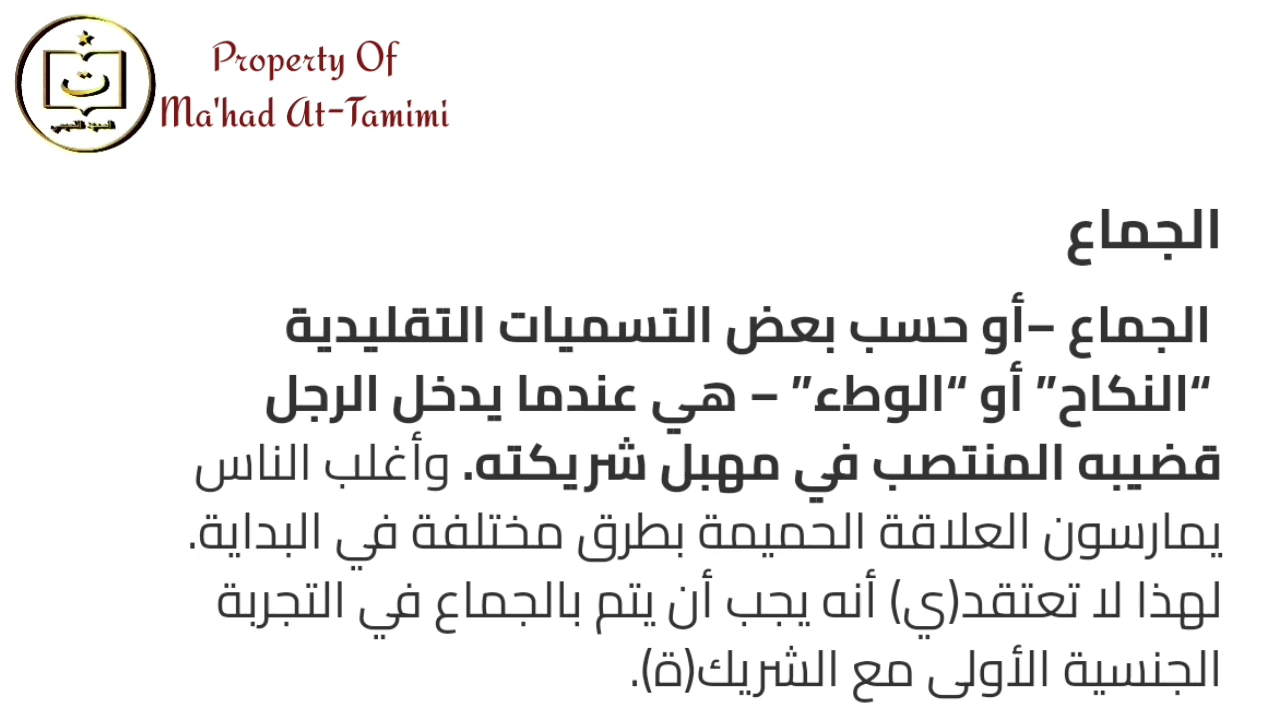 Property Of
Ma'had At-Tamimi
الجماع
الجماع –أو حسب بعض التسميات التقليدية
“النكاح” أو “الوطء” – هي عندما يدخل الرجل
قضيبه المنتصب في مهبل شريكته. وأغلب الناس
يمارسون العلاقة الحميمة بطرق مختلفة في البداية.
لهذا لا تعتقد(ي) أنه يجب أن يتم بالجماع في التجربة
الجنسية الأولى مع الشريك(ة).